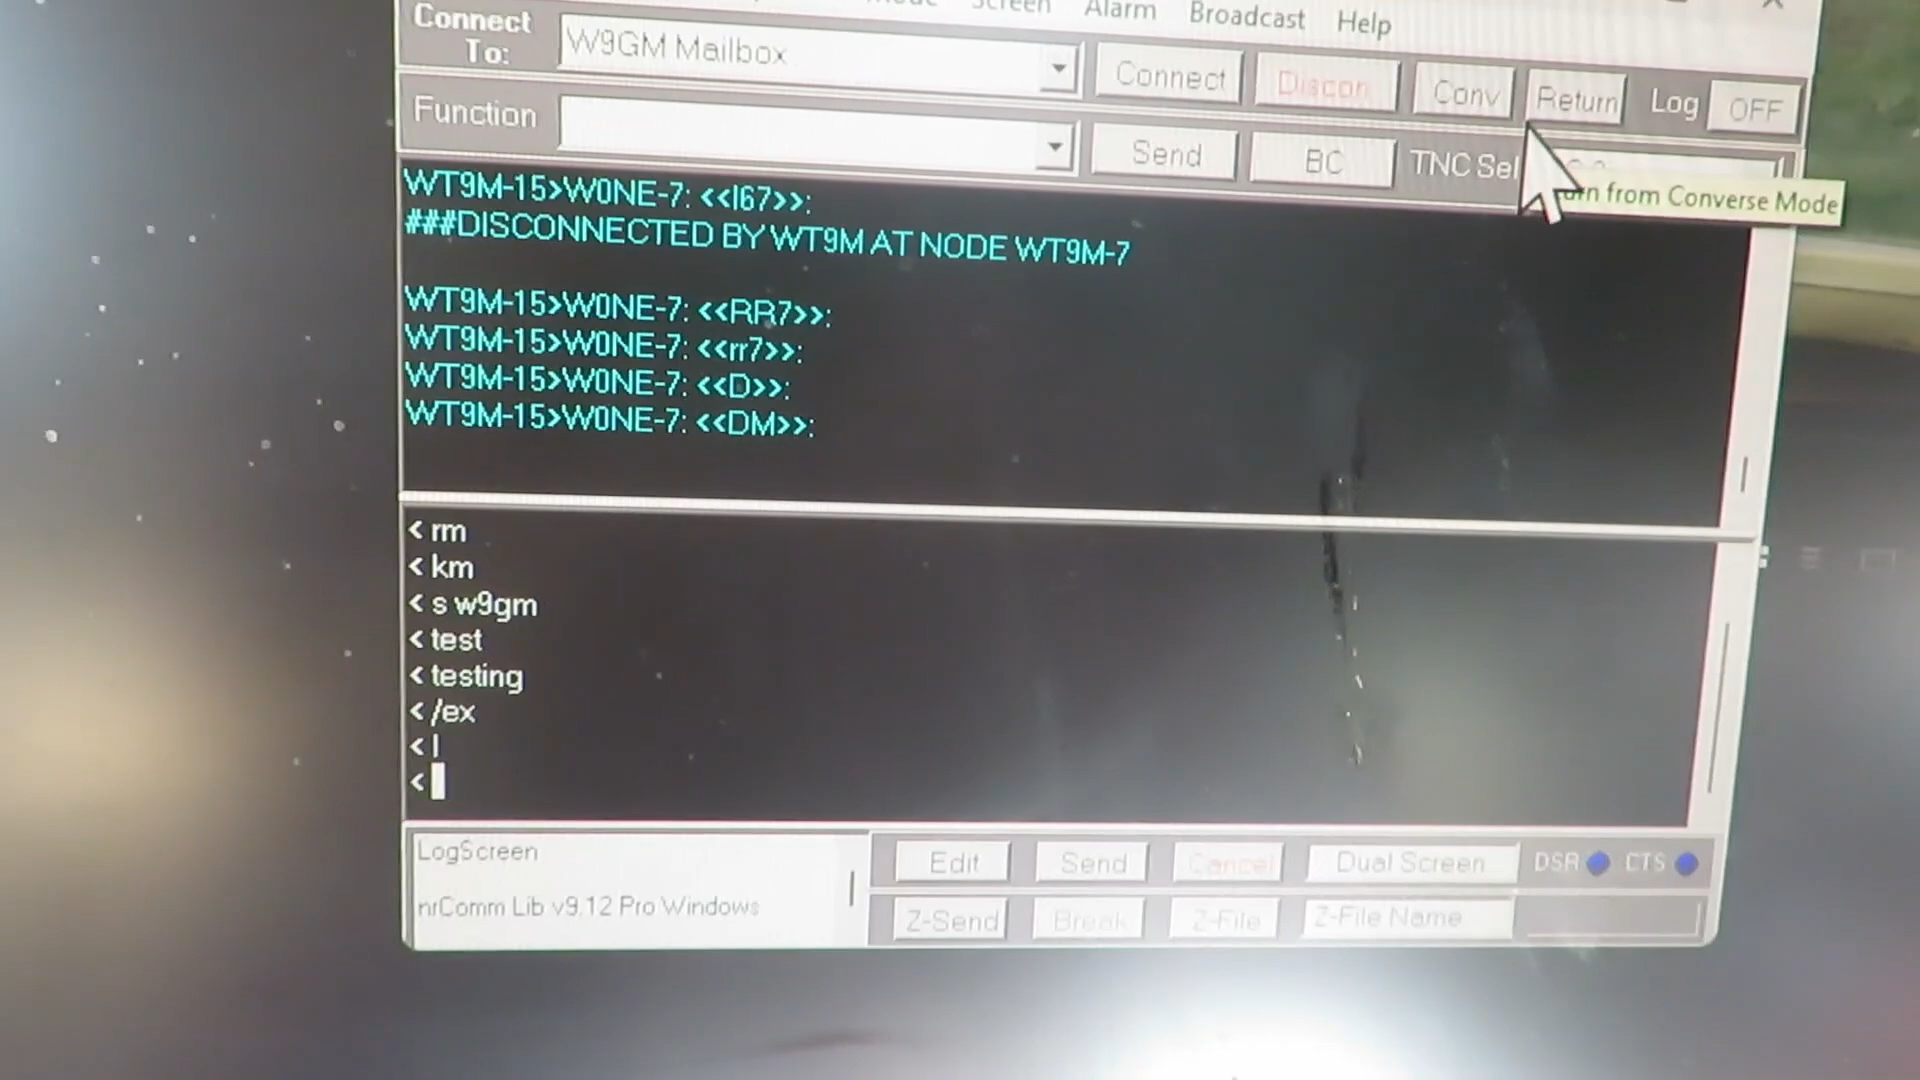 Screen Alarm Broadcast Help
Connect To: W9GM Mailbox Connect Discon Conv Return Log OFF
Function Send BC TNC Sel
from Converse Mode
WT9M-15>W0NE-7: <<I67>>:
###DISCONNECTED BY WT9M AT NODE WT9M-7
WT9M-15>W0NE-7: <<RR7>>:
WT9M-15>W0NE-7: <<rr7>>:
WT9M-15>W0NE-7: <<D>>:
WT9M-15>W0NE-7: <<DM>>:
< rm
< km
< s w9gm
< test
< testing
< /ex
< l
<
LogScreen
nrComm Lib v9.12 Pro Windows
Edit Send Cancel Dual Screen DSR CTS
Z-Send Break Z-File Z-File Name